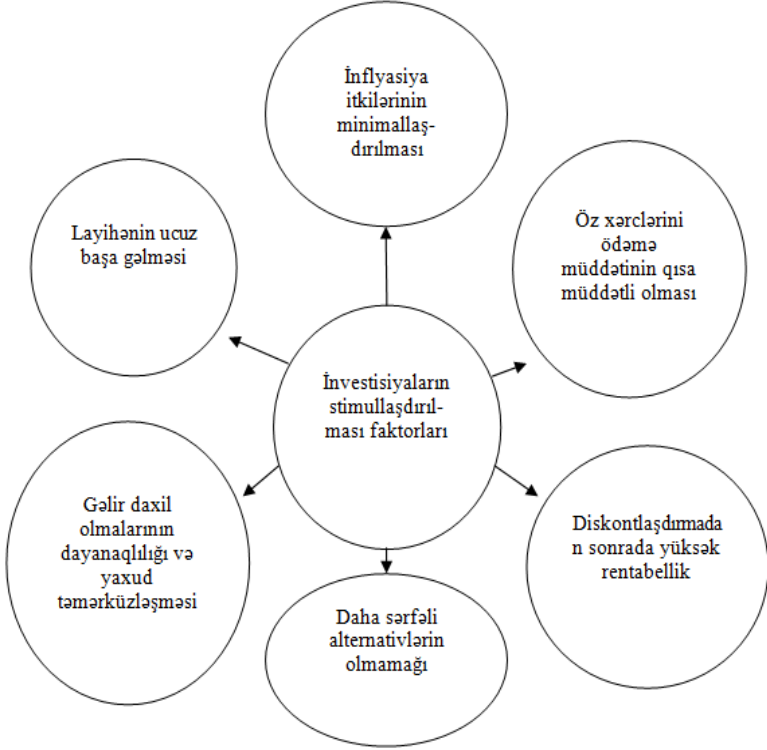 İnflyasiya
itkilərinin
minimallaş-
dırılması
Layihənin ucuz
başa gəlməsi
Öz xərclərini
ödəmə
müddətinin qısa
müddətli olması
İnvestisiyaların
stimullaşdırıl-
ması faktorları
Gəlir daxil
olmalarının
dayanaqlılığı və
yaxud
təmərküzləşməsi
Diskontlaşdırmada
n sonrada yüksək
rentabellik
Daha sərfəli
alternativlərin
olmamağı